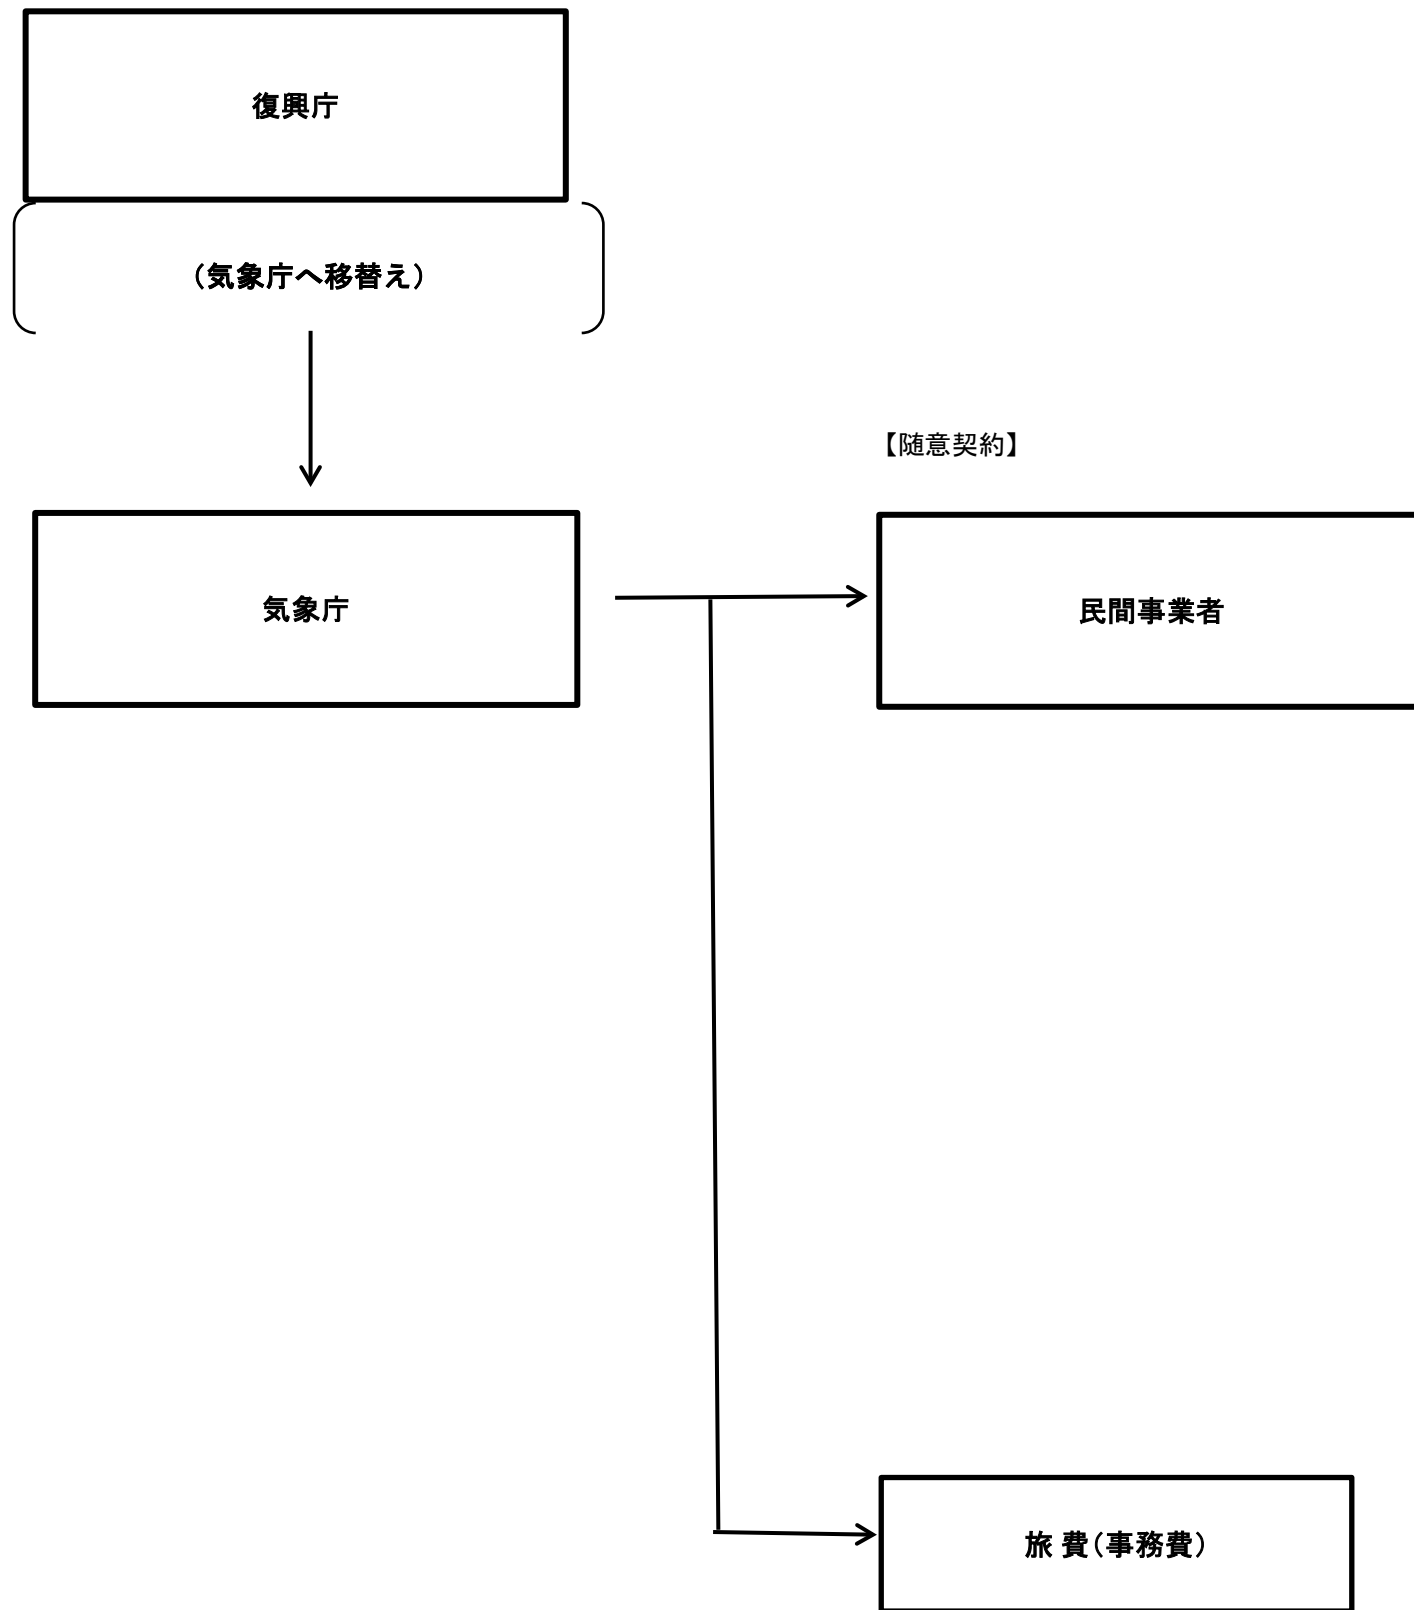 復興庁
（気象庁へ移替え）
【随意契約】
気象庁
民間事業者
旅 費（事務費）